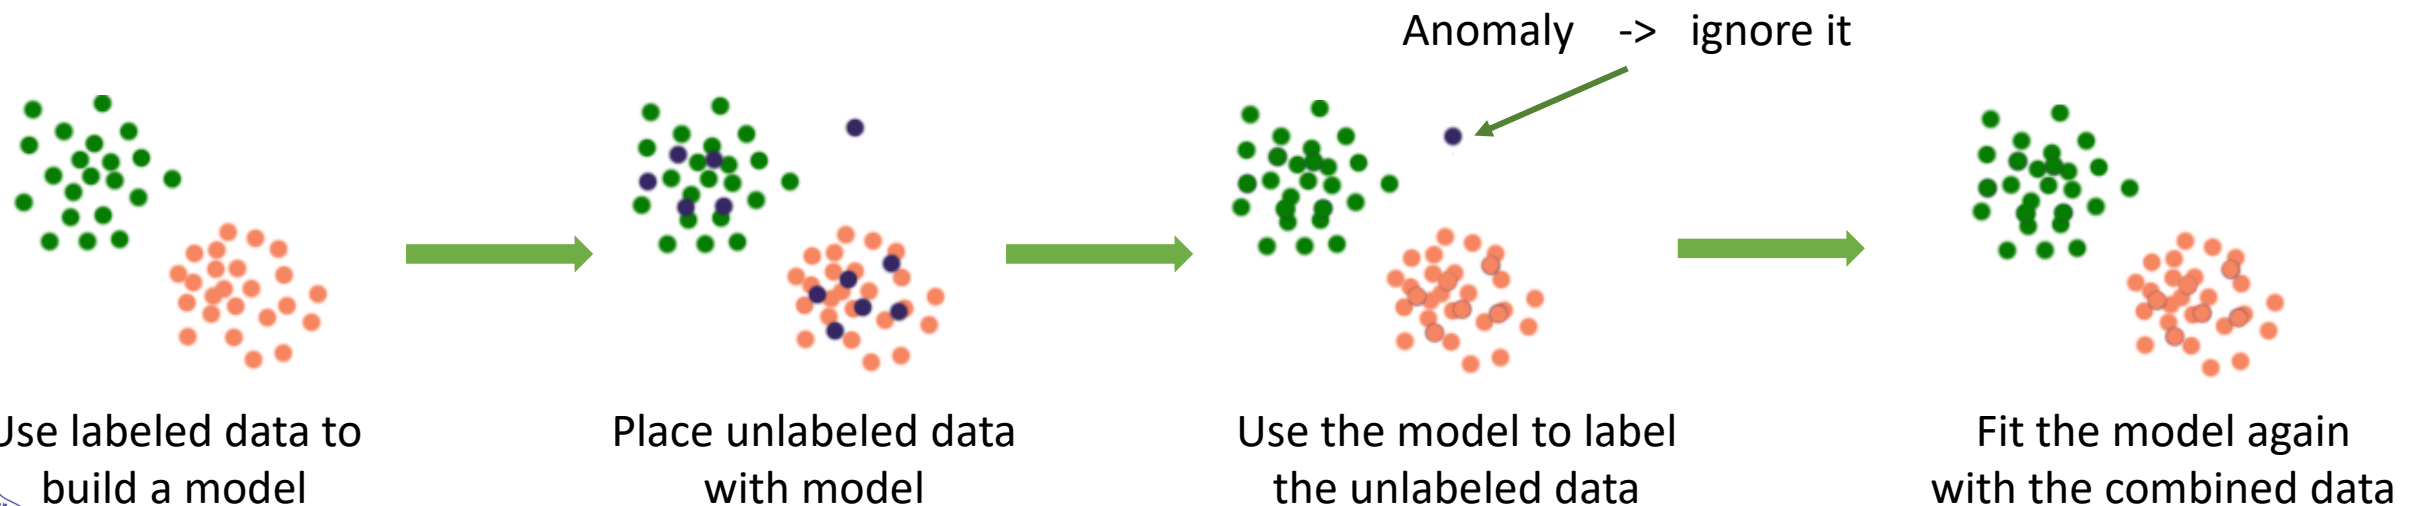 Anomaly -> ignore it
Use labeled data to
build a model
Place unlabeled data
with model
Use the model to label
the unlabeled data
Fit the model again
with the combined data